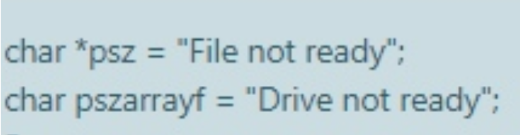 char *psz = "File not ready";
char pszarrayf = "Drive not ready";